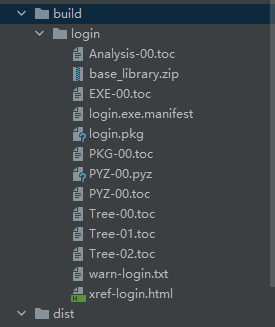 build
login
Analysis-00.toc
base_library.zip
EXE-00.toc
login.exe.manifest
login.pkg
PKG-00.toc
PYZ-00.pyz
PYZ-00.toc
Tree-00.toc
Tree-01.toc
Tree-02.toc
warn-login.txt
xref-login.html
dist